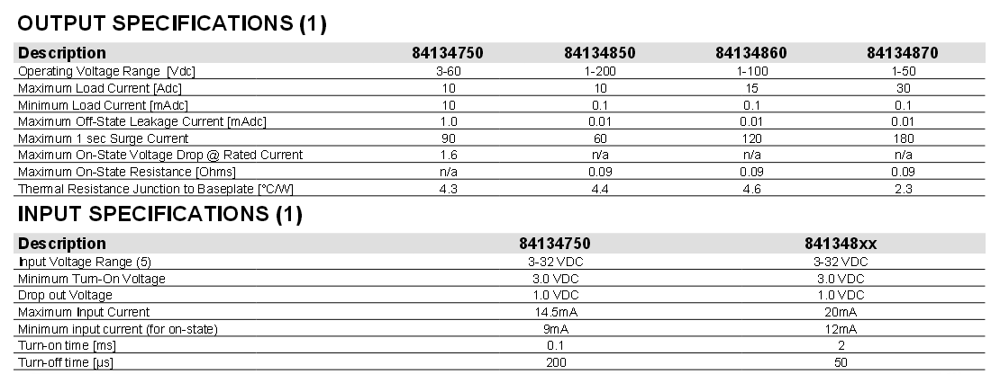 OUTPUT SPECIFICATIONS (1)
Description 84134750 84134850 84134860 84134870
Operating Voltage Range [Vdc] 3-60 1-200 1-100 1-50
Maximum Load Current [Adc] 10 10 15 30
Minimum Load Current [mAdc] 10 0.1 0.1 0.1
Maximum Off-State Leakage Current [mAdc] 1.0 0.01 0.01 0.01
Maximum 1 sec Surge Current 90 60 120 180
Maximum On-State Voltage Drop @ Rated Current 1.6 n/a n/a n/a
Maximum On-State Resistance [Ohms] n/a 0.09 0.09 0.09
Thermal Resistance Junction to Baseplate [°C/W] 4.3 4.4 4.6 2.3
INPUT SPECIFICATIONS (1)
Description 84134750 841348xx
Input Voltage Range (5) 3-32 VDC 3-32 VDC
Minimum Turn-On Voltage 3.0 VDC 3.0 VDC
Drop out Voltage 1.0 VDC 1.0 VDC
Maximum Input Current 14.5mA 20mA
Minimum input current (for on-state) 9mA 12mA
Turn-on time [ms] 0.1 2
Turn-off time [µs] 200 50